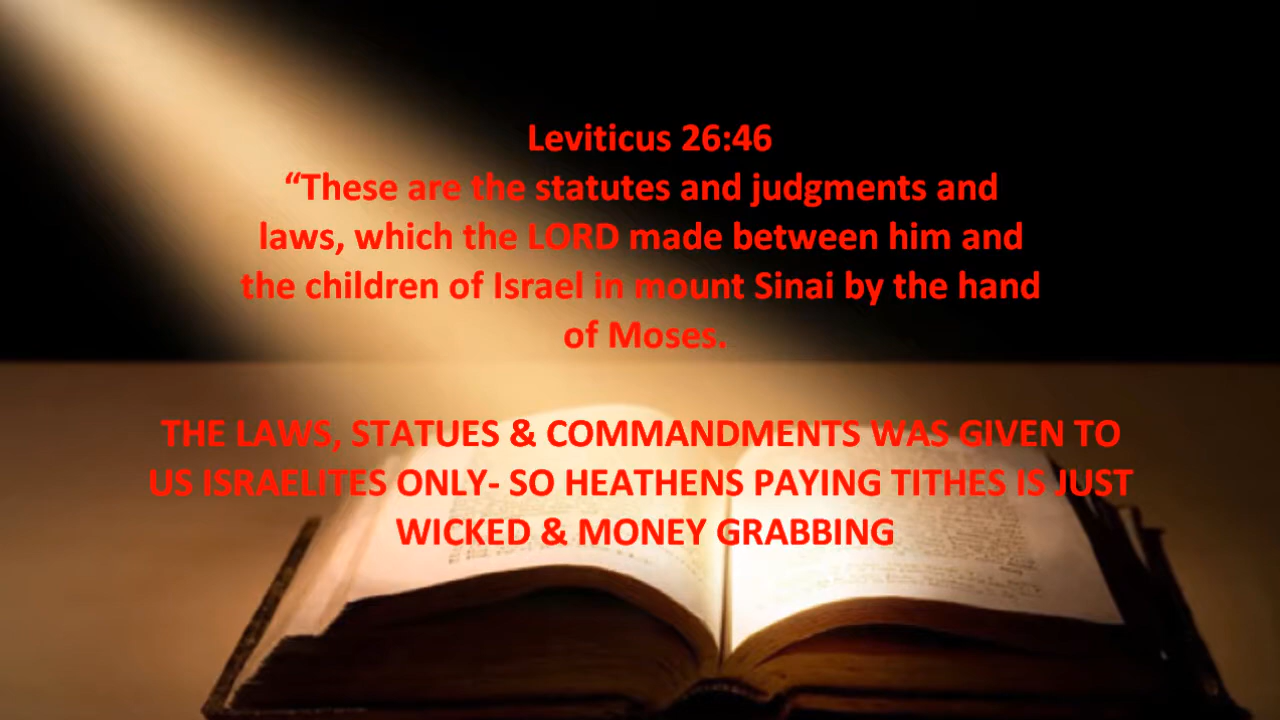 Leviticus 26:46
“These are the statutes and judgments and
laws, which the LORD made between him and
the children of Israel in mount Sinai by the hand
of Moses.
THE LAWS, STATUES & COMMANDMENTS WAS GIVEN TO
US ISRAELITES ONLY- SO HEATHENS PAYING TITHES IS JUST
WICKED & MONEY GRABBING